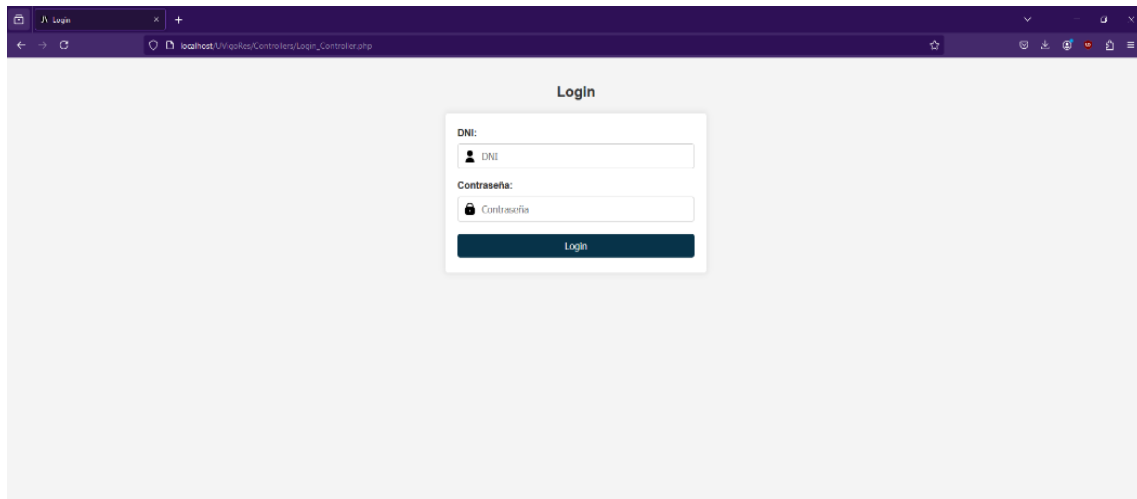 Login
localhost/UVigoRes/Controllers/Login_Controller.php
Login
DNI:
DNI
Contraseña:
Contraseña
Login